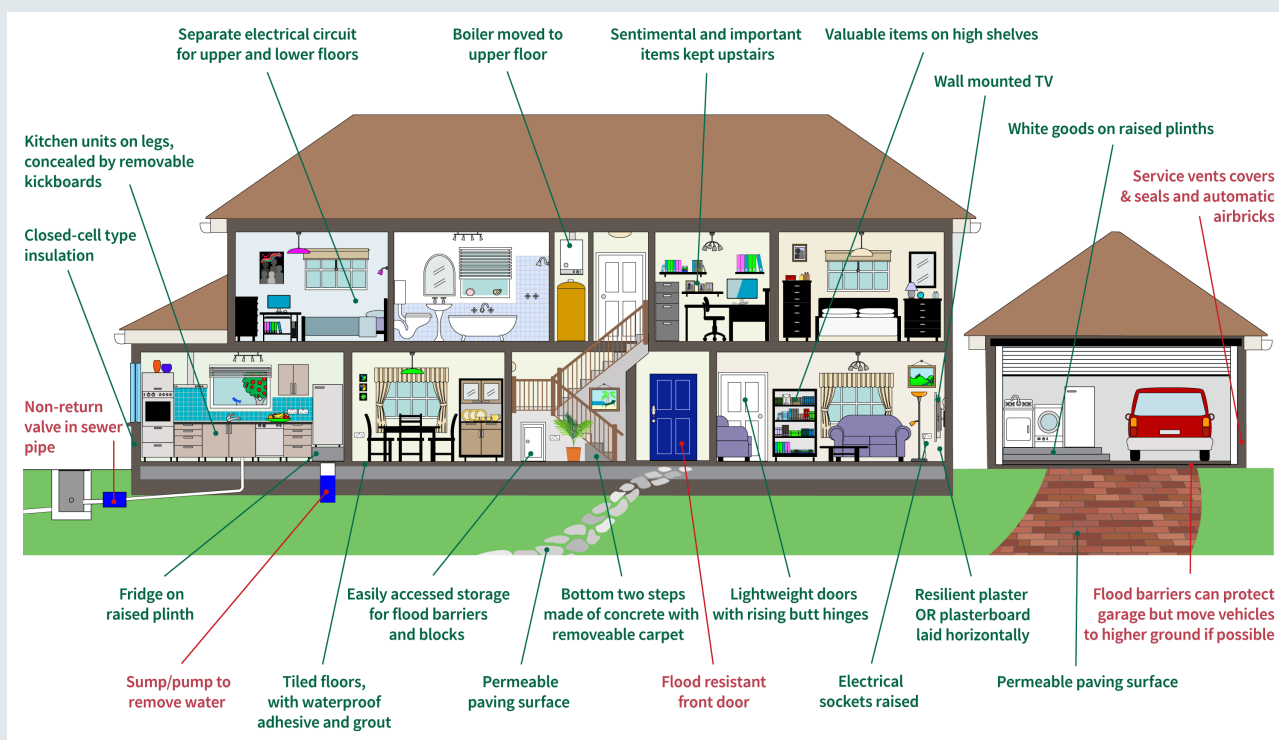 Separate electrical circuit
for upper and lower floors
Boiler moved to
upper floor
Sentimental and important
items kept upstairs
Valuable items on high shelves
Wall mounted TV
White goods on raised plinths
Service vents covers
& seals and automatic
airbricks
Kitchen units on legs,
concealed by removable
kickboards
Closed-cell type
insulation
Non-return
valve in sewer
pipe
Fridge on
raised plinth
Easily accessed storage
for flood barriers
and blocks
Bottom two steps
made of concrete with
removeable carpet
Lightweight doors
with rising butt hinges
Resilient plaster
OR plasterboard
laid horizontally
Flood barriers can protect
garage but move vehicles
to higher ground if possible
Sump/pump to
remove water
Tiled floors,
with waterproof
adhesive and grout
Permeable
paving surface
Flood resistant
front door
Electrical
sockets raised
Permeable paving surface